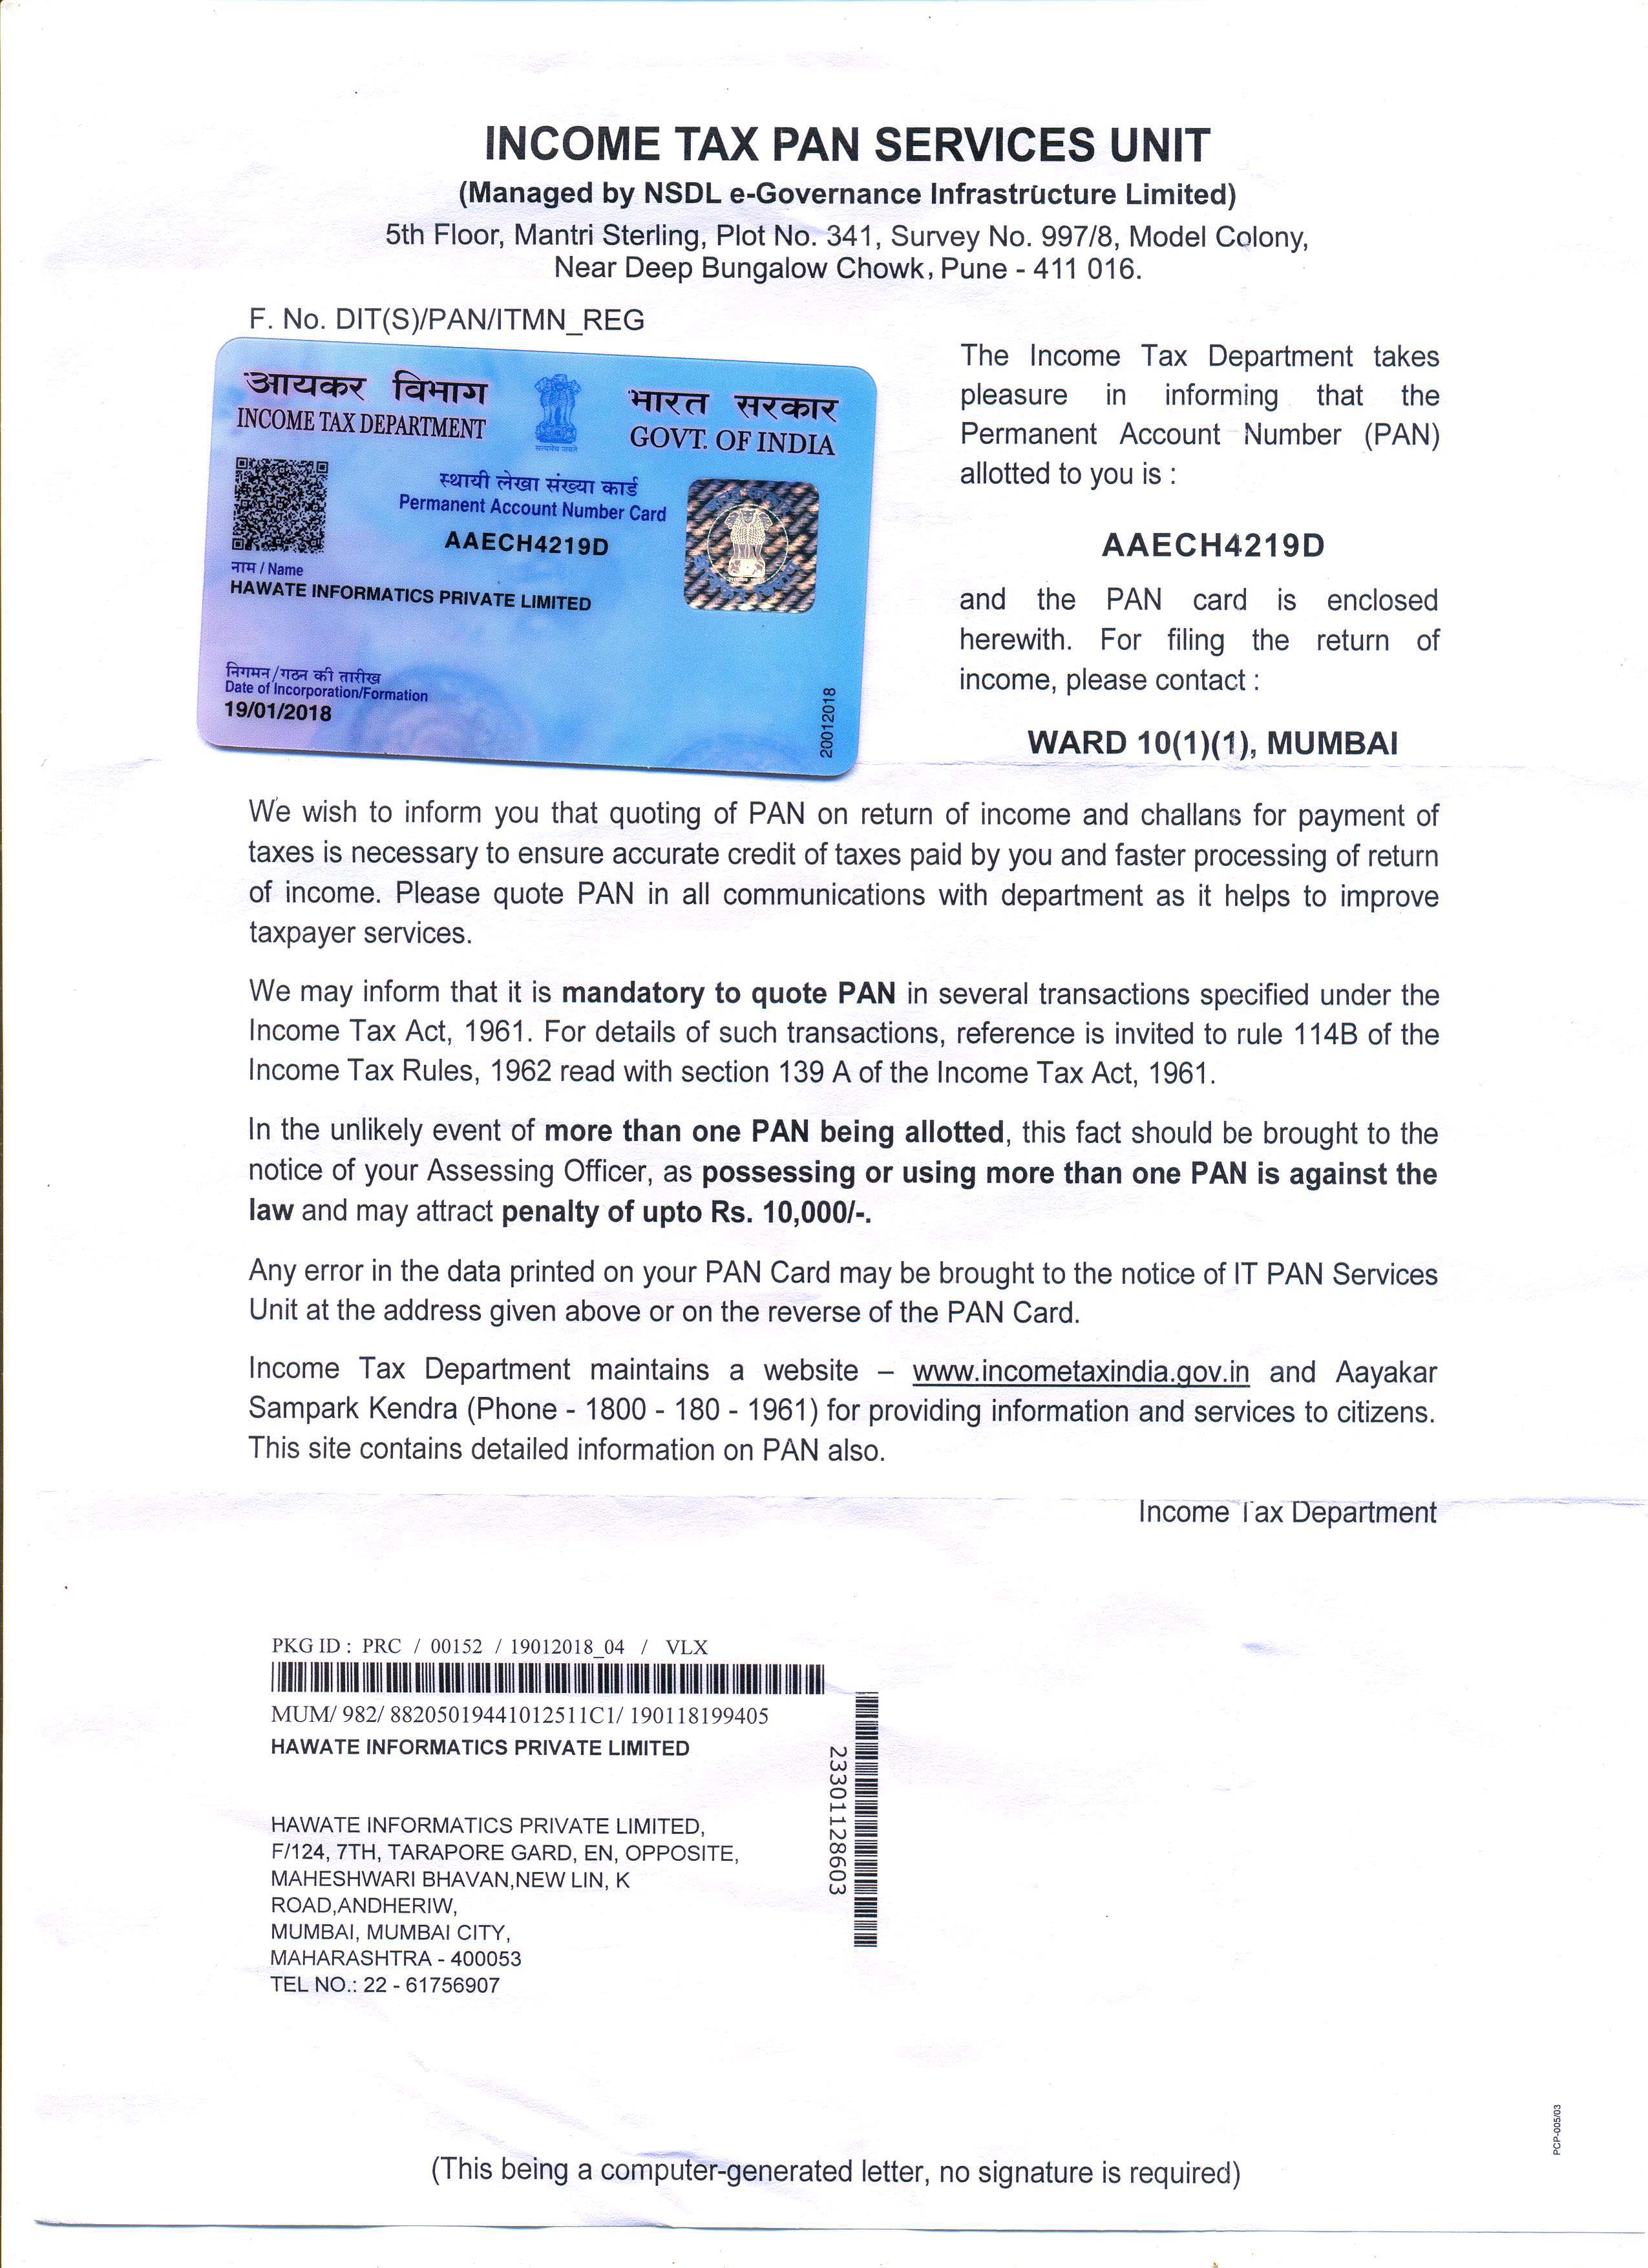 INCOME TAX PAN SERVICES UNIT
(Managed by NSDL e-Governance Infrastructure Limited)
5th Floor, Mantri Sterling, Plot No. 341, Survey No. 997/8, Model Colony,
Near Deep Bungalow Chowk, Pune - 411 016.
F. No. DIT(S)/PAN/ITMN_REG
आयकर विभाग
INCOME TAX DEPARTMENT
सत्यमेव जयते
भारत सरकार
GOVT. OF INDIA
स्थायी लेखा संख्या कार्ड
Permanent Account Number Card
AAECH4219D
नाम / Name
HAWATE INFORMATICS PRIVATE LIMITED
निगमन/गठन की तारीख
Date of Incorporation/Formation
19/01/2018
20012018
The Income Tax Department takes
pleasure in informing that the
Permanent Account Number (PAN)
allotted to you is :
AAECH4219D
and the PAN card is enclosed
herewith. For filing the return of
income, please contact :
WARD 10(1)(1), MUMBAI
We wish to inform you that quoting of PAN on return of income and challans for payment of
taxes is necessary to ensure accurate credit of taxes paid by you and faster processing of return
of income. Please quote PAN in all communications with department as it helps to improve
taxpayer services.
We may inform that it is mandatory to quote PAN in several transactions specified under the
Income Tax Act, 1961. For details of such transactions, reference is invited to rule 114B of the
Income Tax Rules, 1962 read with section 139 A of the Income Tax Act, 1961.
In the unlikely event of more than one PAN being allotted, this fact should be brought to the
notice of your Assessing Officer, as possessing or using more than one PAN is against the
law and may attract penalty of upto Rs. 10,000/-.
Any error in the data printed on your PAN Card may be brought to the notice of IT PAN Services
Unit at the address given above or on the reverse of the PAN Card.
Income Tax Department maintains a website – www.incometaxindia.gov.in and Aayakar
Sampark Kendra (Phone - 1800 - 180 - 1961) for providing information and services to citizens.
This site contains detailed information on PAN also.
Income Tax Department
PKG ID : PRC / 00152 / 19012018_04 / VLX
MUM/ 982/ 88205019441012511C1/ 190118199405
HAWATE INFORMATICS PRIVATE LIMITED
23301128603
HAWATE INFORMATICS PRIVATE LIMITED,
F/124, 7TH, TARAPORE GARD, EN, OPPOSITE,
MAHESHWARI BHAVAN,NEW LIN, K
ROAD,ANDHERIW,
MUMBAI, MUMBAI CITY,
MAHARASHTRA - 400053
TEL NO.: 22 - 61756907
PCP-005/03
(This being a computer-generated letter, no signature is required)